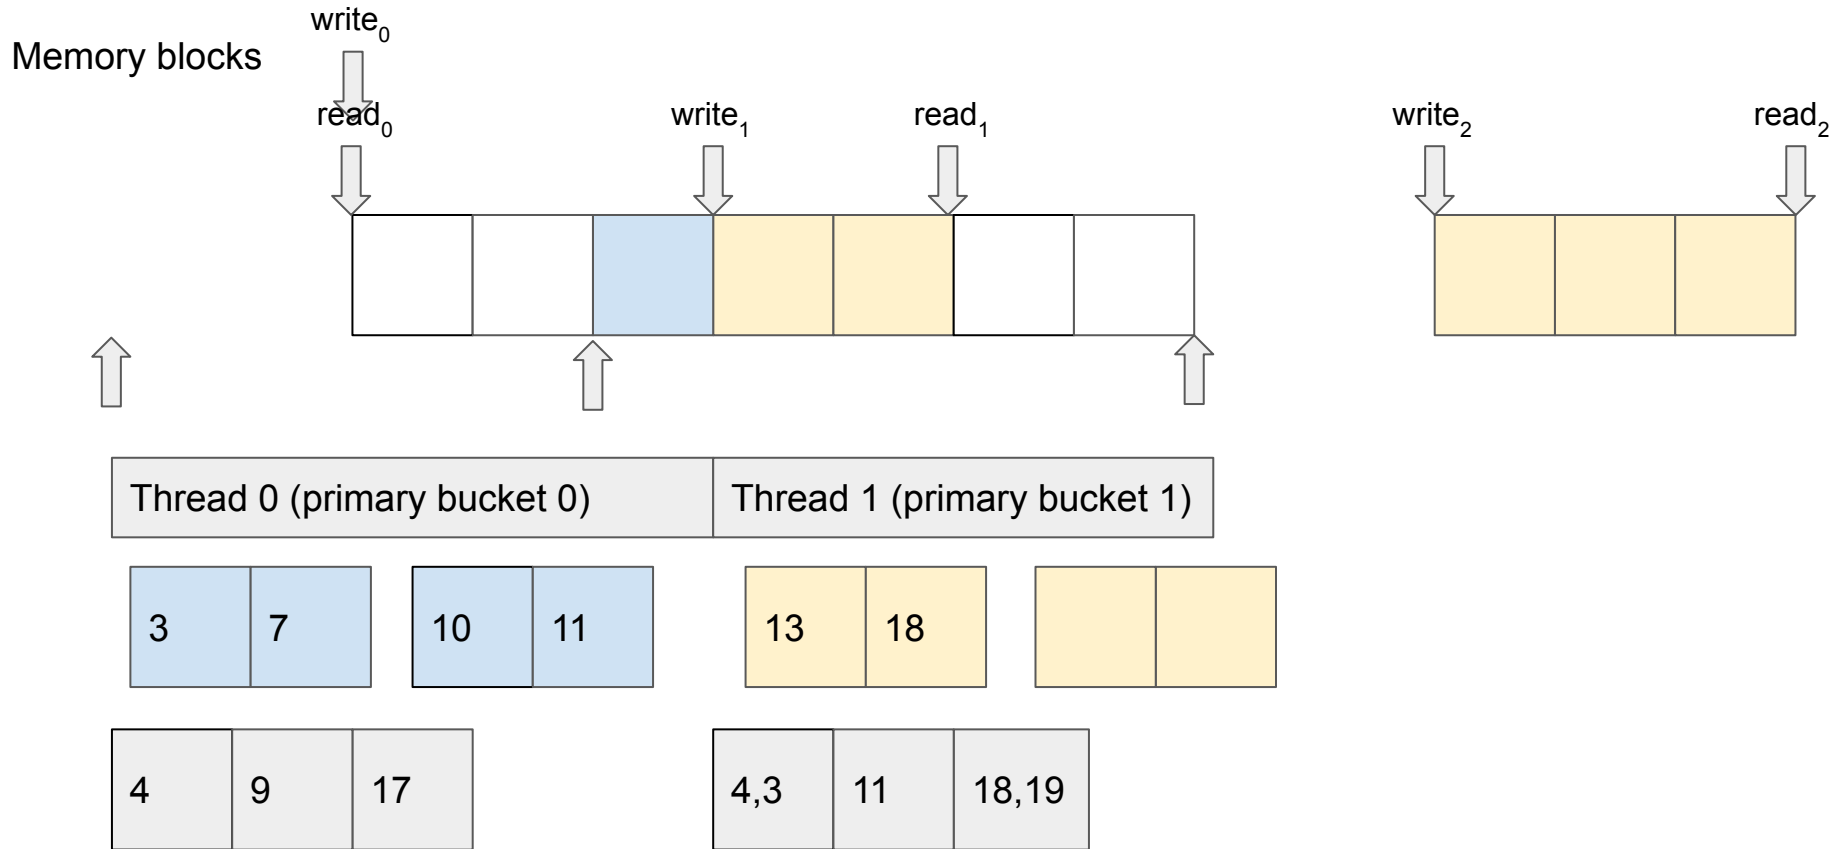 write₀
Memory blocks
read₀ write₁ read₁ write₂ read₂
Thread 0 (primary bucket 0) Thread 1 (primary bucket 1)
3 7 10 11 13 18
4 9 17 4,3 11 18,19